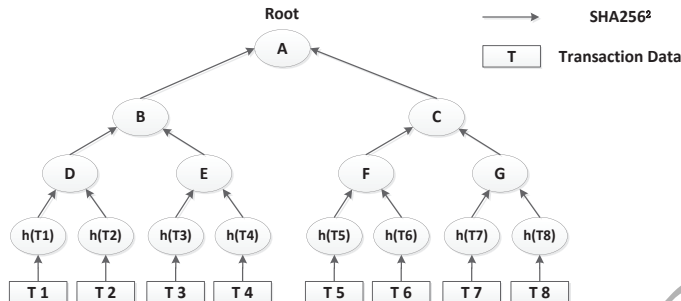 Root
SHA256²
A
T Transaction Data
B C
D E F G
h(T1) h(T2) h(T3) h(T4) h(T5) h(T6) h(T7) h(T8)
T 1 T 2 T 3 T 4 T 5 T 6 T 7 T 8